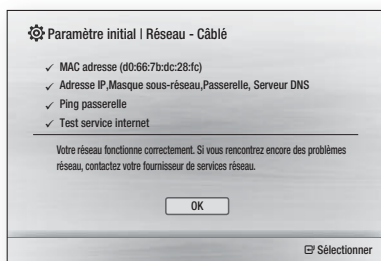 Paramètre initial | Réseau - Câblé
✓ MAC adresse (d0:66:7b:dc:28:fc)
✓ Adresse IP,Masque sous-réseau,Passerelle, Serveur DNS
✓ Ping passerelle
✓ Test service internet
Votre réseau fonctionne correctement. Si vous rencontrez encore des problèmes
réseau, contactez votre fournisseur de services réseau.
OK
Sélectionner